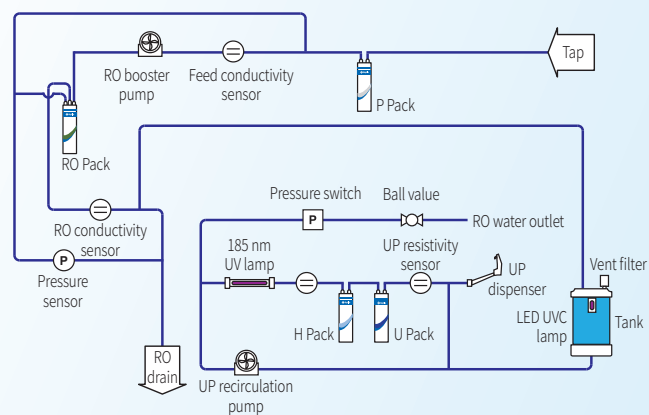 Tap
RO booster
pump
Feed conductivity
sensor
P Pack
RO Pack
RO conductivity
sensor
P
Pressure
sensor
RO
drain
Pressure switch
P
Ball value
RO water outlet
185 nm
UV lamp
UP resistivity
sensor
UP
dispenser
H Pack
U Pack
UP recirculation
pump
Vent filter
LED UVC
lamp
Tank